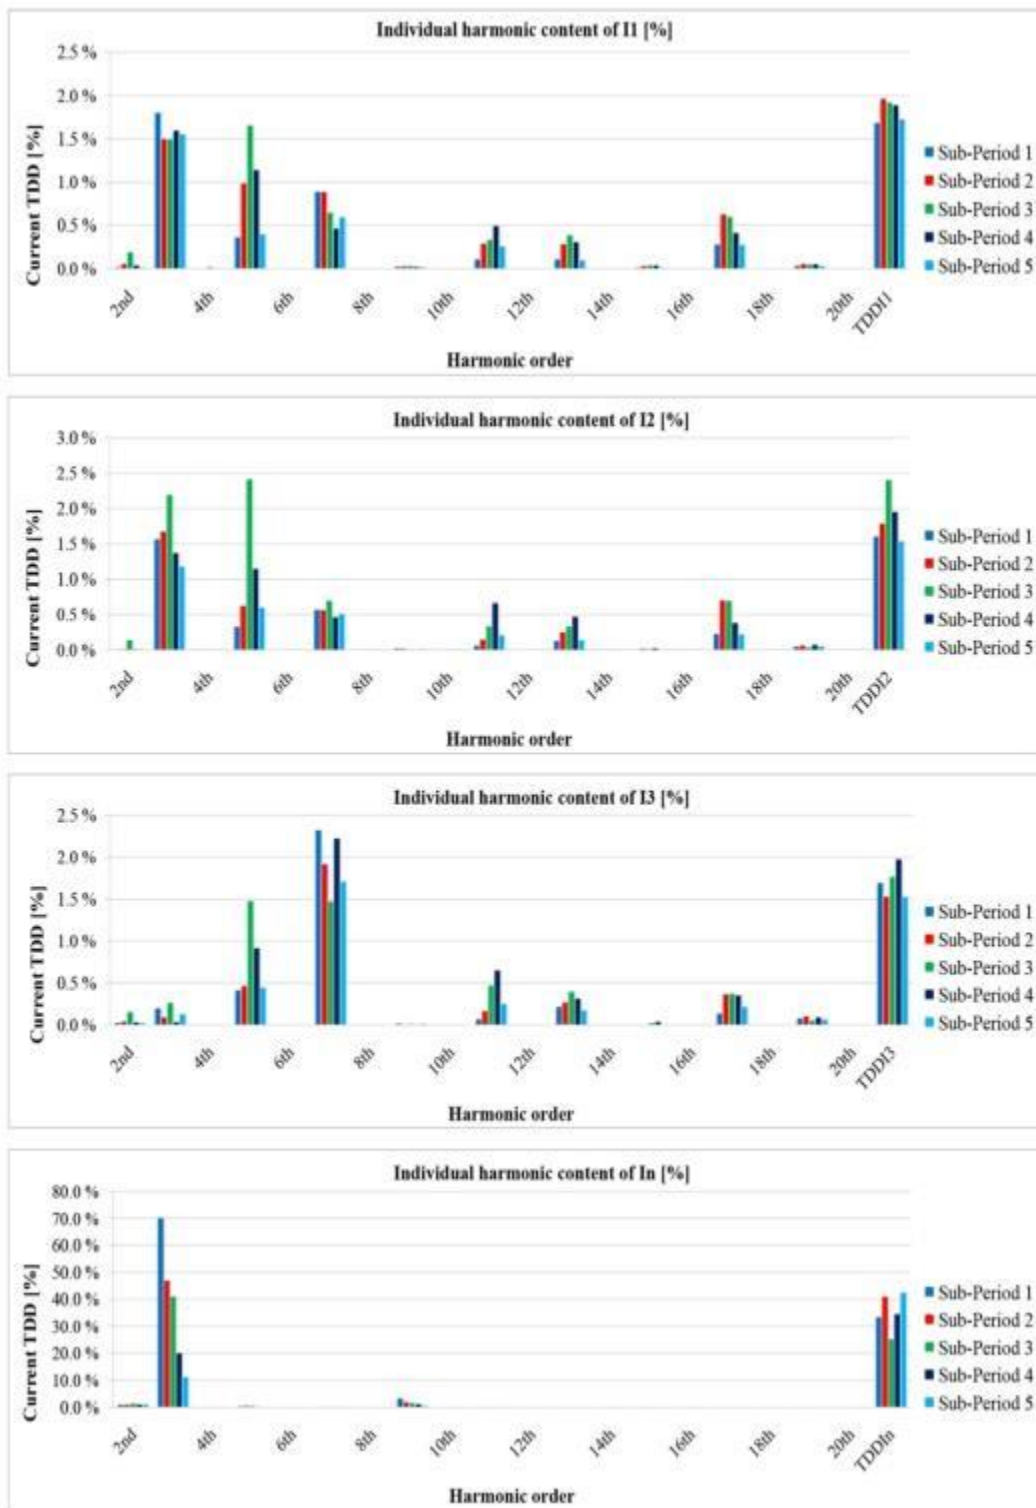 Individual harmonic content of I1 [%]
Current TDD [%]
2.5 %
2.0 %
1.5 %
1.0 %
0.5 %
0.0 %
2nd 4th 6th 8th 10th 12th 14th 16th 18th 20th TDDI1
Harmonic order
Sub-Period 1
Sub-Period 2
Sub-Period 3
Sub-Period 4
Sub-Period 5
Individual harmonic content of I2 [%]
Current TDD [%]
3.0 %
2.5 %
2.0 %
1.5 %
1.0 %
0.5 %
0.0 %
2nd 4th 6th 8th 10th 12th 14th 16th 18th 20th TDDI2
Harmonic order
Sub-Period 1
Sub-Period 2
Sub-Period 3
Sub-Period 4
Sub-Period 5
Individual harmonic content of I3 [%]
Current TDD [%]
2.5 %
2.0 %
1.5 %
1.0 %
0.5 %
0.0 %
2nd 4th 6th 8th 10th 12th 14th 16th 18th 20th TDDI3
Harmonic order
Sub-Period 1
Sub-Period 2
Sub-Period 3
Sub-Period 4
Sub-Period 5
Individual harmonic content of In [%]
Current TDD [%]
80.0 %
70.0 %
60.0 %
50.0 %
40.0 %
30.0 %
20.0 %
10.0 %
0.0 %
2nd 4th 6th 8th 10th 12th 14th 16th 18th 20th TDDIn
Harmonic order
Sub-Period 1
Sub-Period 2
Sub-Period 3
Sub-Period 4
Sub-Period 5